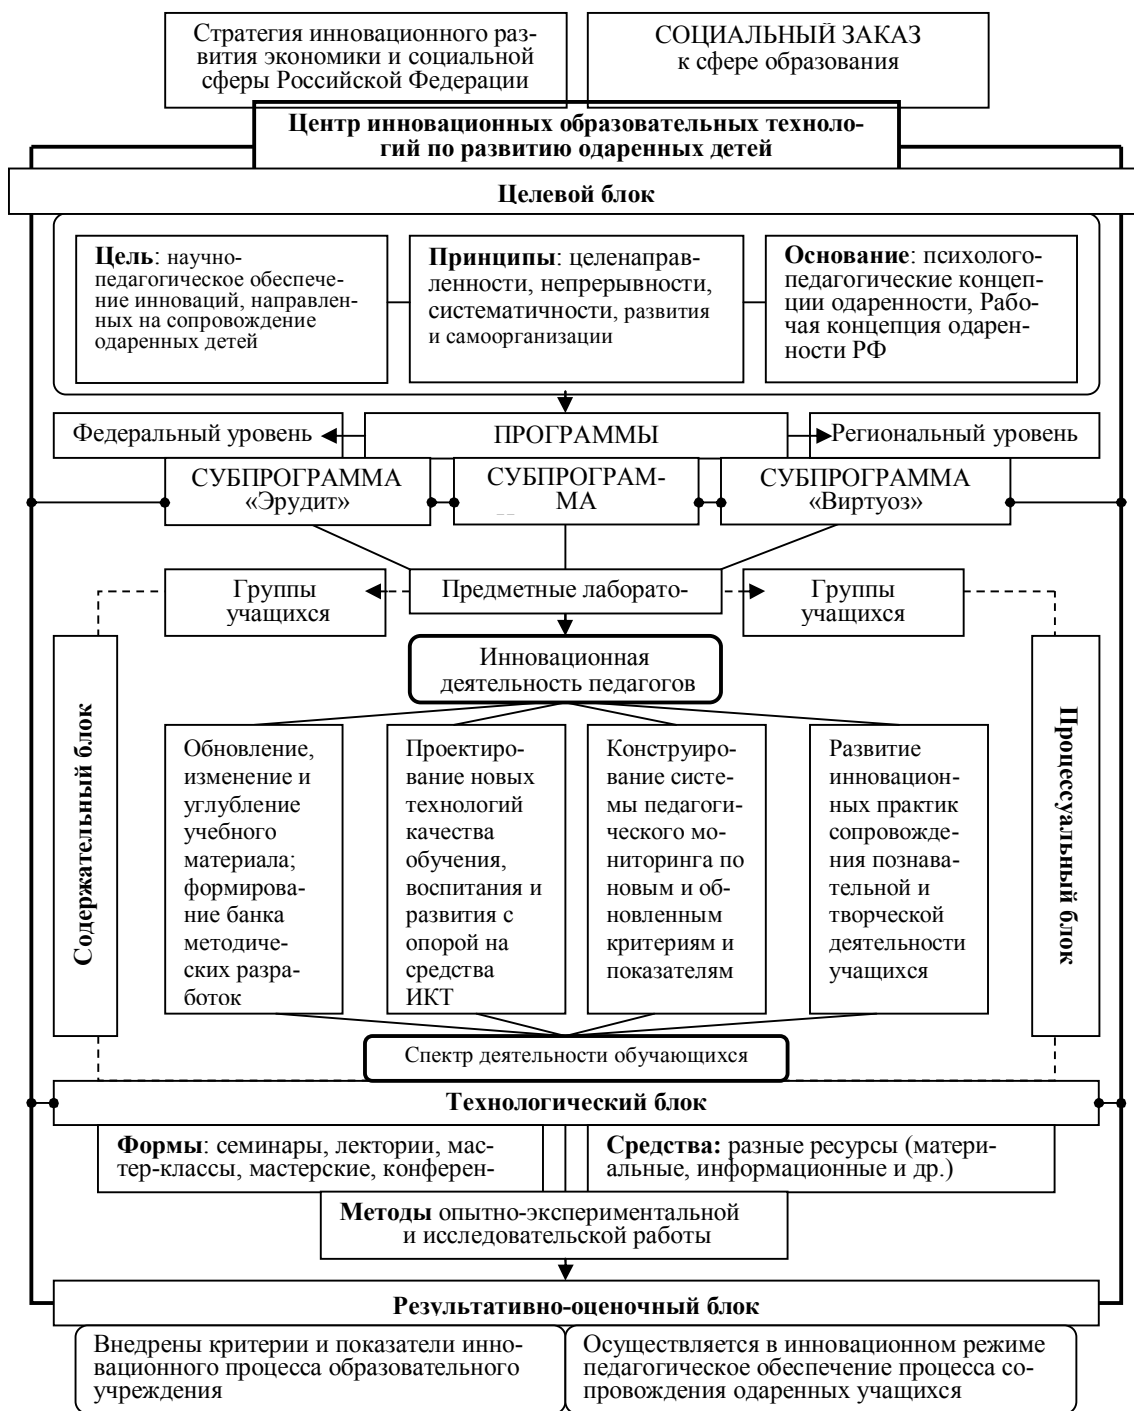 Стратегия инновационного раз-
вития экономики и социальной
сферы Российской Федерации
СОЦИАЛЬНЫЙ ЗАКАЗ
к сфере образования
Центр инновационных образовательных техноло-
гий по развитию одаренных детей
Целевой блок
Цель: научно-
педагогическое обеспече-
ние инноваций, направлен-
ных на сопровождение
одаренных детей
Принципы: целенаправ-
ленности, непрерывности,
систематичности, развития
и самоорганизации
Основание: психолого-
педагогические концеп-
ции одаренности, Рабо-
чая концепция одарен-
ности РФ
Федеральный уровень
ПРОГРАММЫ
Региональный уровень
СУБПРОГРАММА
«Эрудит»
СУБПРОГРАМ-
МА
СУБПРОГРАММА
«Виртуоз»
Группы
учащихся
Предметные лаборато-
Группы
учащихся
Инновационная
деятельность педагогов
Содержательный блок
Обновление,
изменение и
углубление
учебного
материала;
формирова-
ние банка
методиче-
ских разра-
боток
Проектиро-
вание новых
технологий
качества
обучения,
воспитания и
развития с
опорой на
средства
ИКТ
Конструиро-
вание систе-
мы педагоги-
ческого мо-
ниторинга по
новым и об-
новленным
критериям и
показателям
Развитие
инновацион-
ных практик
сопровожде-
ния познава-
тельной и
творческой
деятельности
учащихся
Процессуальный блок
Спектр деятельности обучающихся
Технологический блок
Формы: семинары, лектории, мас-
тер-классы, мастерские, конферен-
Средства: разные ресурсы (матери-
альные, информационные и др.)
Методы опытно-экспериментальной
и исследовательской работы
Результативно-оценочный блок
Внедрены критерии и показатели инно-
вационного процесса образовательного
учреждения
Осуществляется в инновационном режиме
педагогическое обеспечение процесса со-
провождения одаренных учащихся